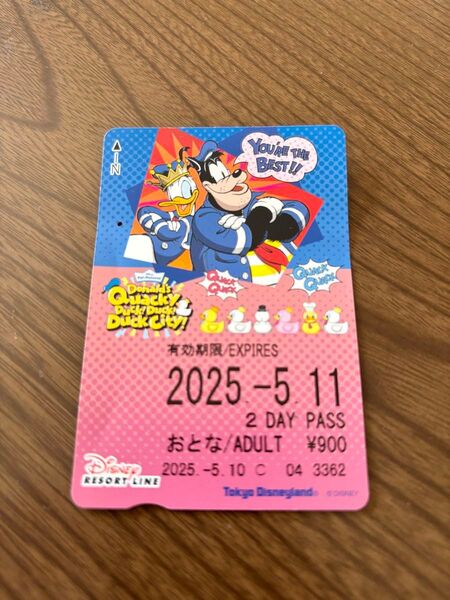 ▲IN
YOU'RE THE BEST!!
QUACK QUACK
QUACK QUACK
Donald's
Quacky
Duck! Duck!
Duck City!
有効期限/EXPIRES
2025.-5.11
2 DAY PASS
おとな/ADULT ¥900
2025.-5.10 C 04 3362
Disney
RESORT LINE
Tokyo Disneyland® © DISNEY